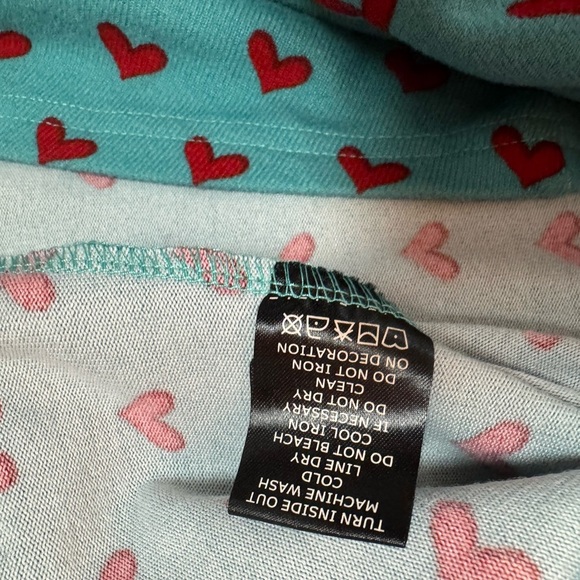 TURN INSIDE OUT
MACHINE WASH
COLD
LINE DRY
DO NOT BLEACH
COOL IRON
IF NECESSARY
DO NOT DRY
CLEAN
DO NOT IRON
ON DECORATION